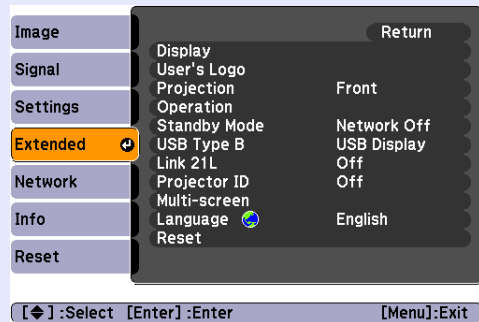 Image
Signal
Settings
Extended
Network
Info
Reset
Return
Display
User's Logo
Projection Front
Operation
Standby Mode Network Off
USB Type B USB Display
Link 21L Off
Projector ID Off
Multi-screen
Language English
Reset
[◆] :Select [Enter] :Enter [Menu]:Exit